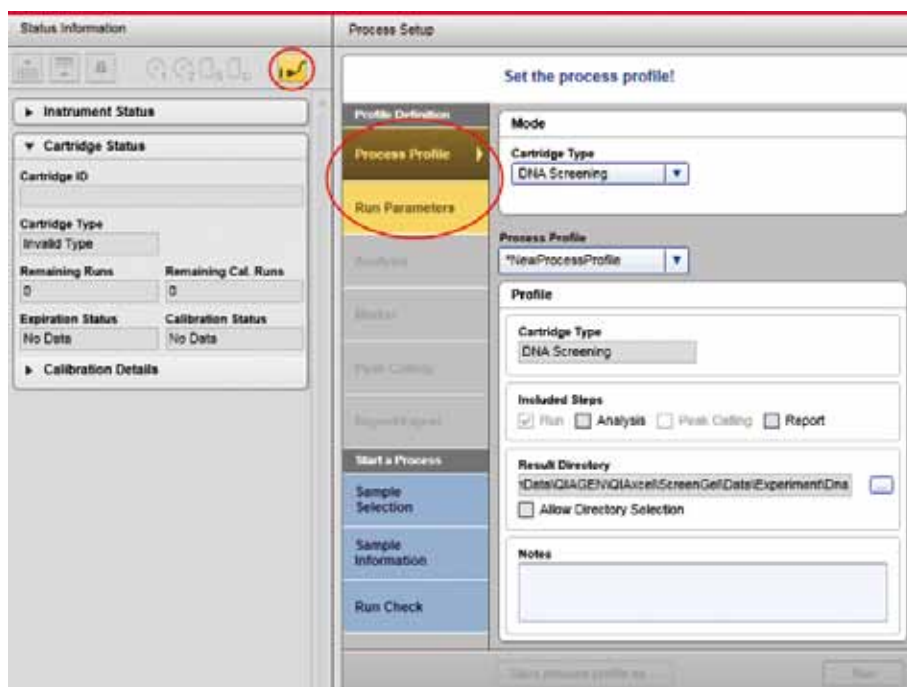 Status Information
Instrument Status
Cartridge Status
Cartridge ID
Cartridge Type
Invalid Type
Remaining Runs Remaining Cal. Runs
0 0
Expiration Status Calibration Status
No Data No Data
Calibration Details
Process Setup
Set the process profile!
Profile Definition
Process Profile
Run Parameters
Analysis
Marker
Peak Calling
Start a Process
Sample
Selection
Sample
Information
Run Check
Mode
Cartridge Type
DNA Screening
Process Profile
*NewProcessProfile
Profile
Cartridge Type
DNA Screening
Included Steps
Run Analysis Peak Calling Report
Result Directory
\Data\QIAGEN\QIAxcel\ScreenGel\Data\Experiment\Dna
...
Allow Directory Selection
Notes
Save process profile as ...
Run